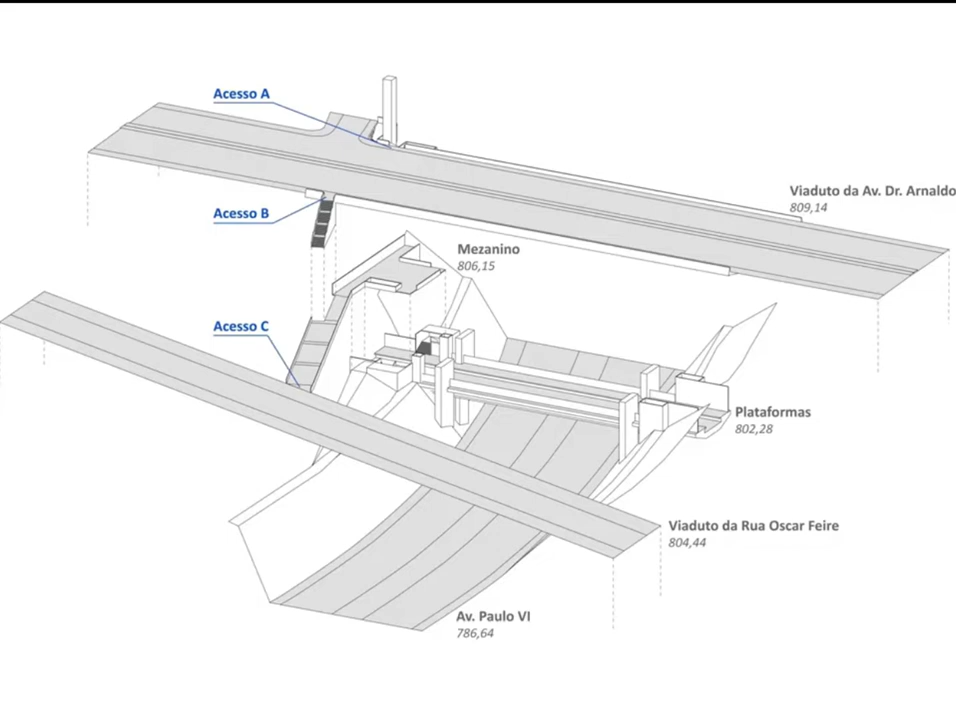 Acesso A
Viaduto da Av. Dr. Arnaldo
809,14
Acesso B
Mezanino
806,15
Acesso C
Plataformas
802,28
Viaduto da Rua Oscar Feire
804,44
Av. Paulo VI
786,64